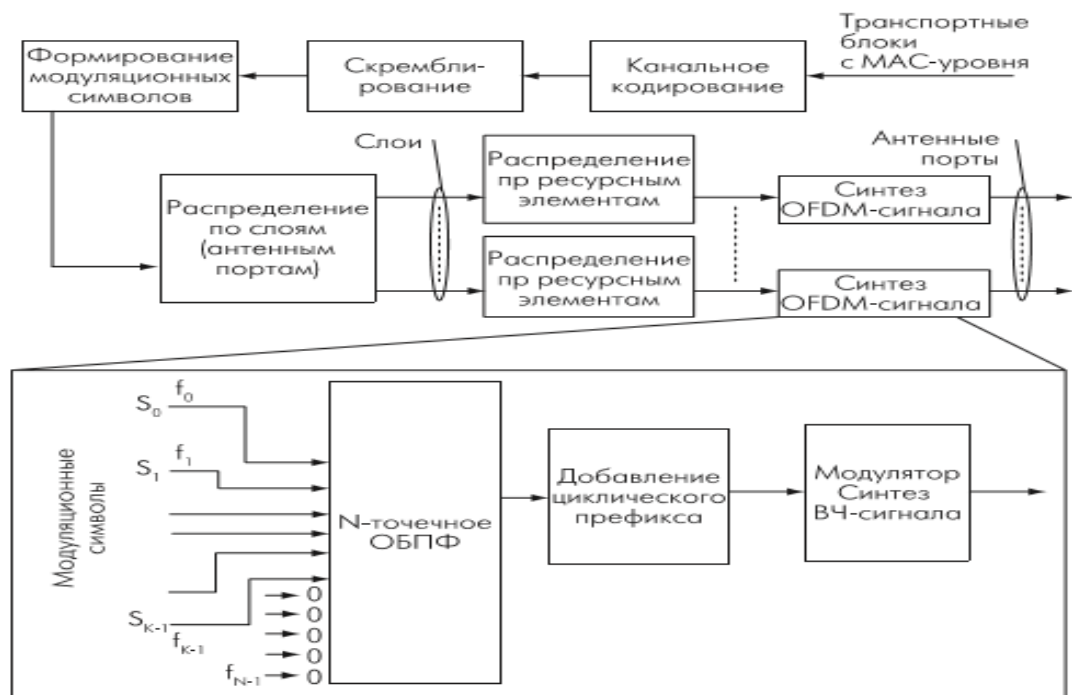 Транспортные
блоки
с МАС-уровня
Канальное
кодирование
Скрембли-
рование
Формирование
модуляционных
символов
Распределение
по слоям
(антенным
портам)
Слои
Распределение
пр ресурсным
элементам
Распределение
пр ресурсным
элементам
Антенные
порты
Синтез
OFDM-сигнала
Синтез
OFDM-сигнала
Модуляционные
символы
S0 f0
S1 f1
SK-1
fK-1
0
0
0
0
fN-1 0
N-точечное
ОБПФ
Добавление
циклического
префикса
Модулятор
Синтез
ВЧ-сигнала